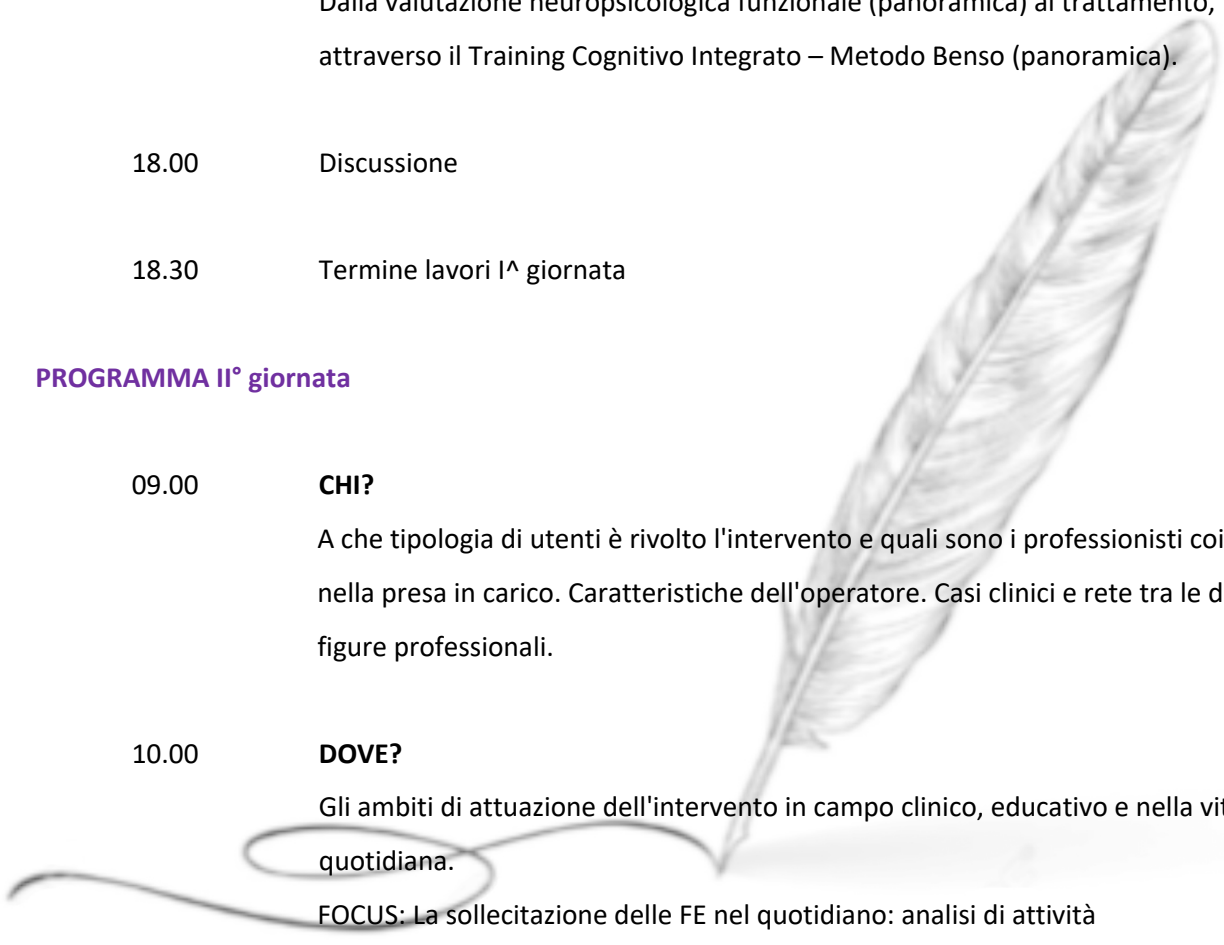 Dalla valutazione neuropsicologica funzionale (panoramica) al trattamento,
attraverso il Training Cognitivo Integrato – Metodo Benso (panoramica).
18.00 Discussione
18.30 Termine lavori I^ giornata
PROGRAMMA II° giornata
09.00 CHI?
A che tipologia di utenti è rivolto l'intervento e quali sono i professionisti
nella presa in carico. Caratteristiche dell'operatore. Casi clinici e rete tra le
figure professionali.
10.00 DOVE?
Gli ambiti di attuazione dell'intervento in campo clinico, educativo e nella
quotidiana.
FOCUS: La sollecitazione delle FE nel quotidiano: analisi di attività